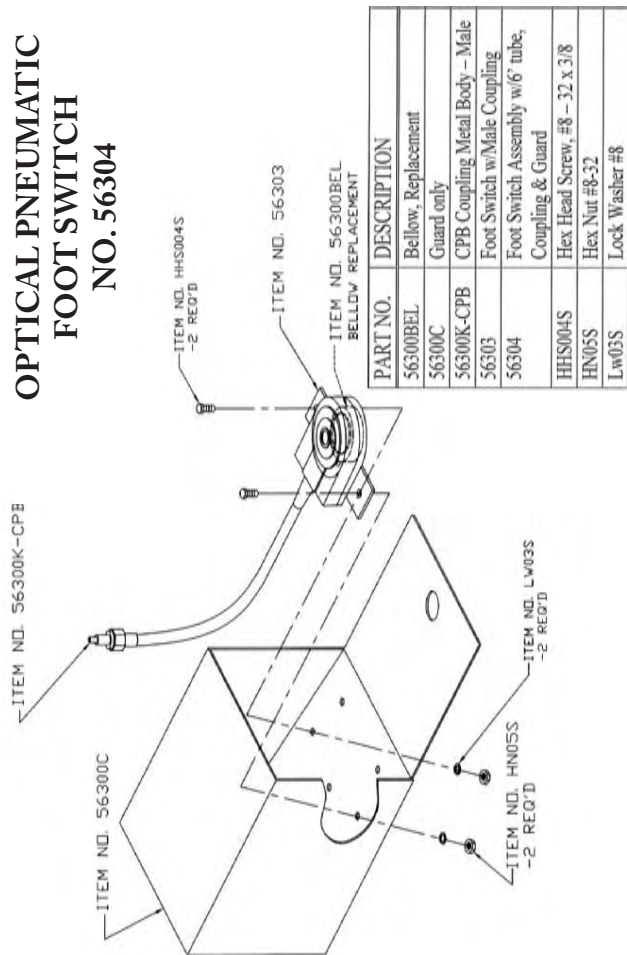 OPTICAL PNEUMATIC
FOOT SWITCH
NO. 56304
ITEM NO. 56300K-CPB
ITEM NO. 56300C
ITEM NO. HHS004S
-2 REQ'D
ITEM NO. 56303
ITEM NO. 56300BEL
BELLOW REPLACEMENT
ITEM NO. LW03S
-2 REQ'D
ITEM NO. HN05S
-2 REQ'D
PART NO. DESCRIPTION
56300BEL Bellow, Replacement
56300C Guard only
56300K-CPB CPB Coupling Metal Body – Male
56303 Foot Switch w/Male Coupling
56304 Foot Switch Assembly w/6' tube,
Coupling & Guard
HHS004S Hex Head Screw, #8 – 32 x 3/8
HN05S Hex Nut #8-32
Lw03S Lock Washer #8